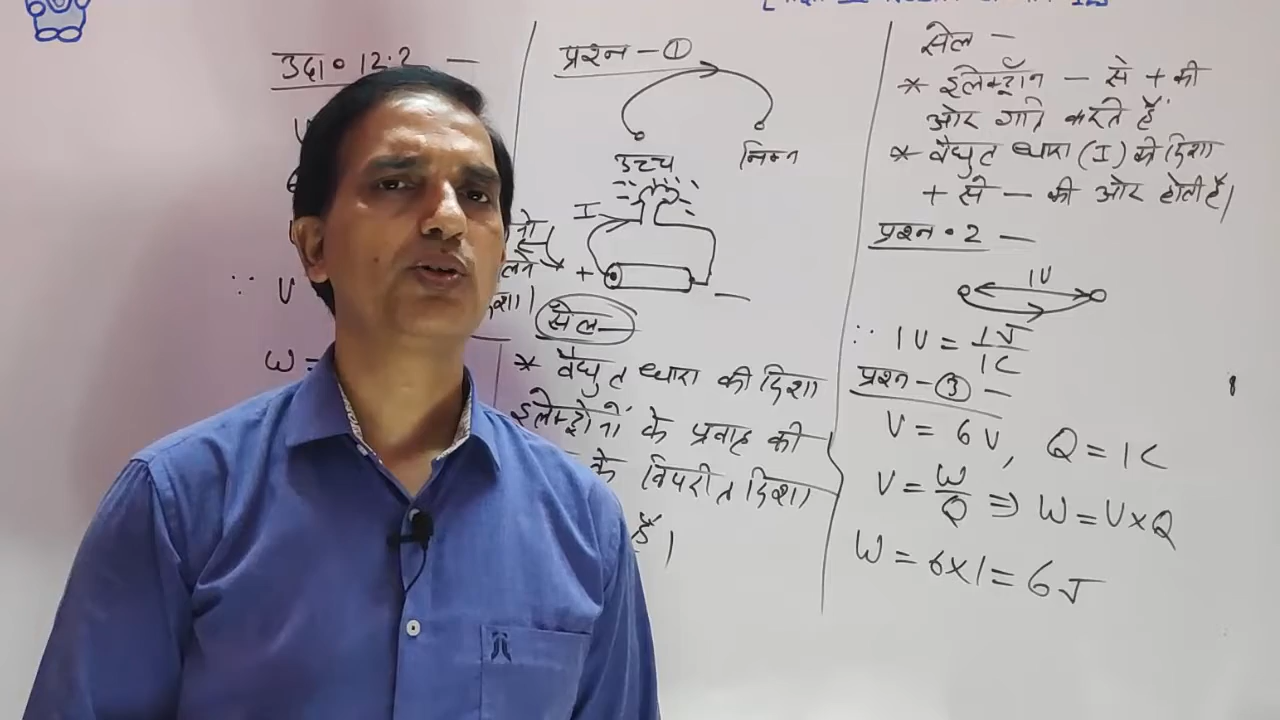 उदा० 12.2 —
∵ V
W =
प्रश्न - ①
उच्च
निम्न
I
+
—
सेल —
* वैद्युत धारा की दिशा
इलेक्ट्रोनों के प्रवाह की
के विपरीत दिशा
है।
सेल —
* इलेक्ट्रॉन — से + की
ओर गति करते हैं
* वैद्युत धारा (I) की दिशा
+ से — की ओर होती है।
प्रश्न • 2 —
1V
∵ 1V = 1J/1C
प्रश्न - ③ —
V = 6V, Q = 1C
V = W/Q ⇒ W = V×Q
W = 6×1 = 6J